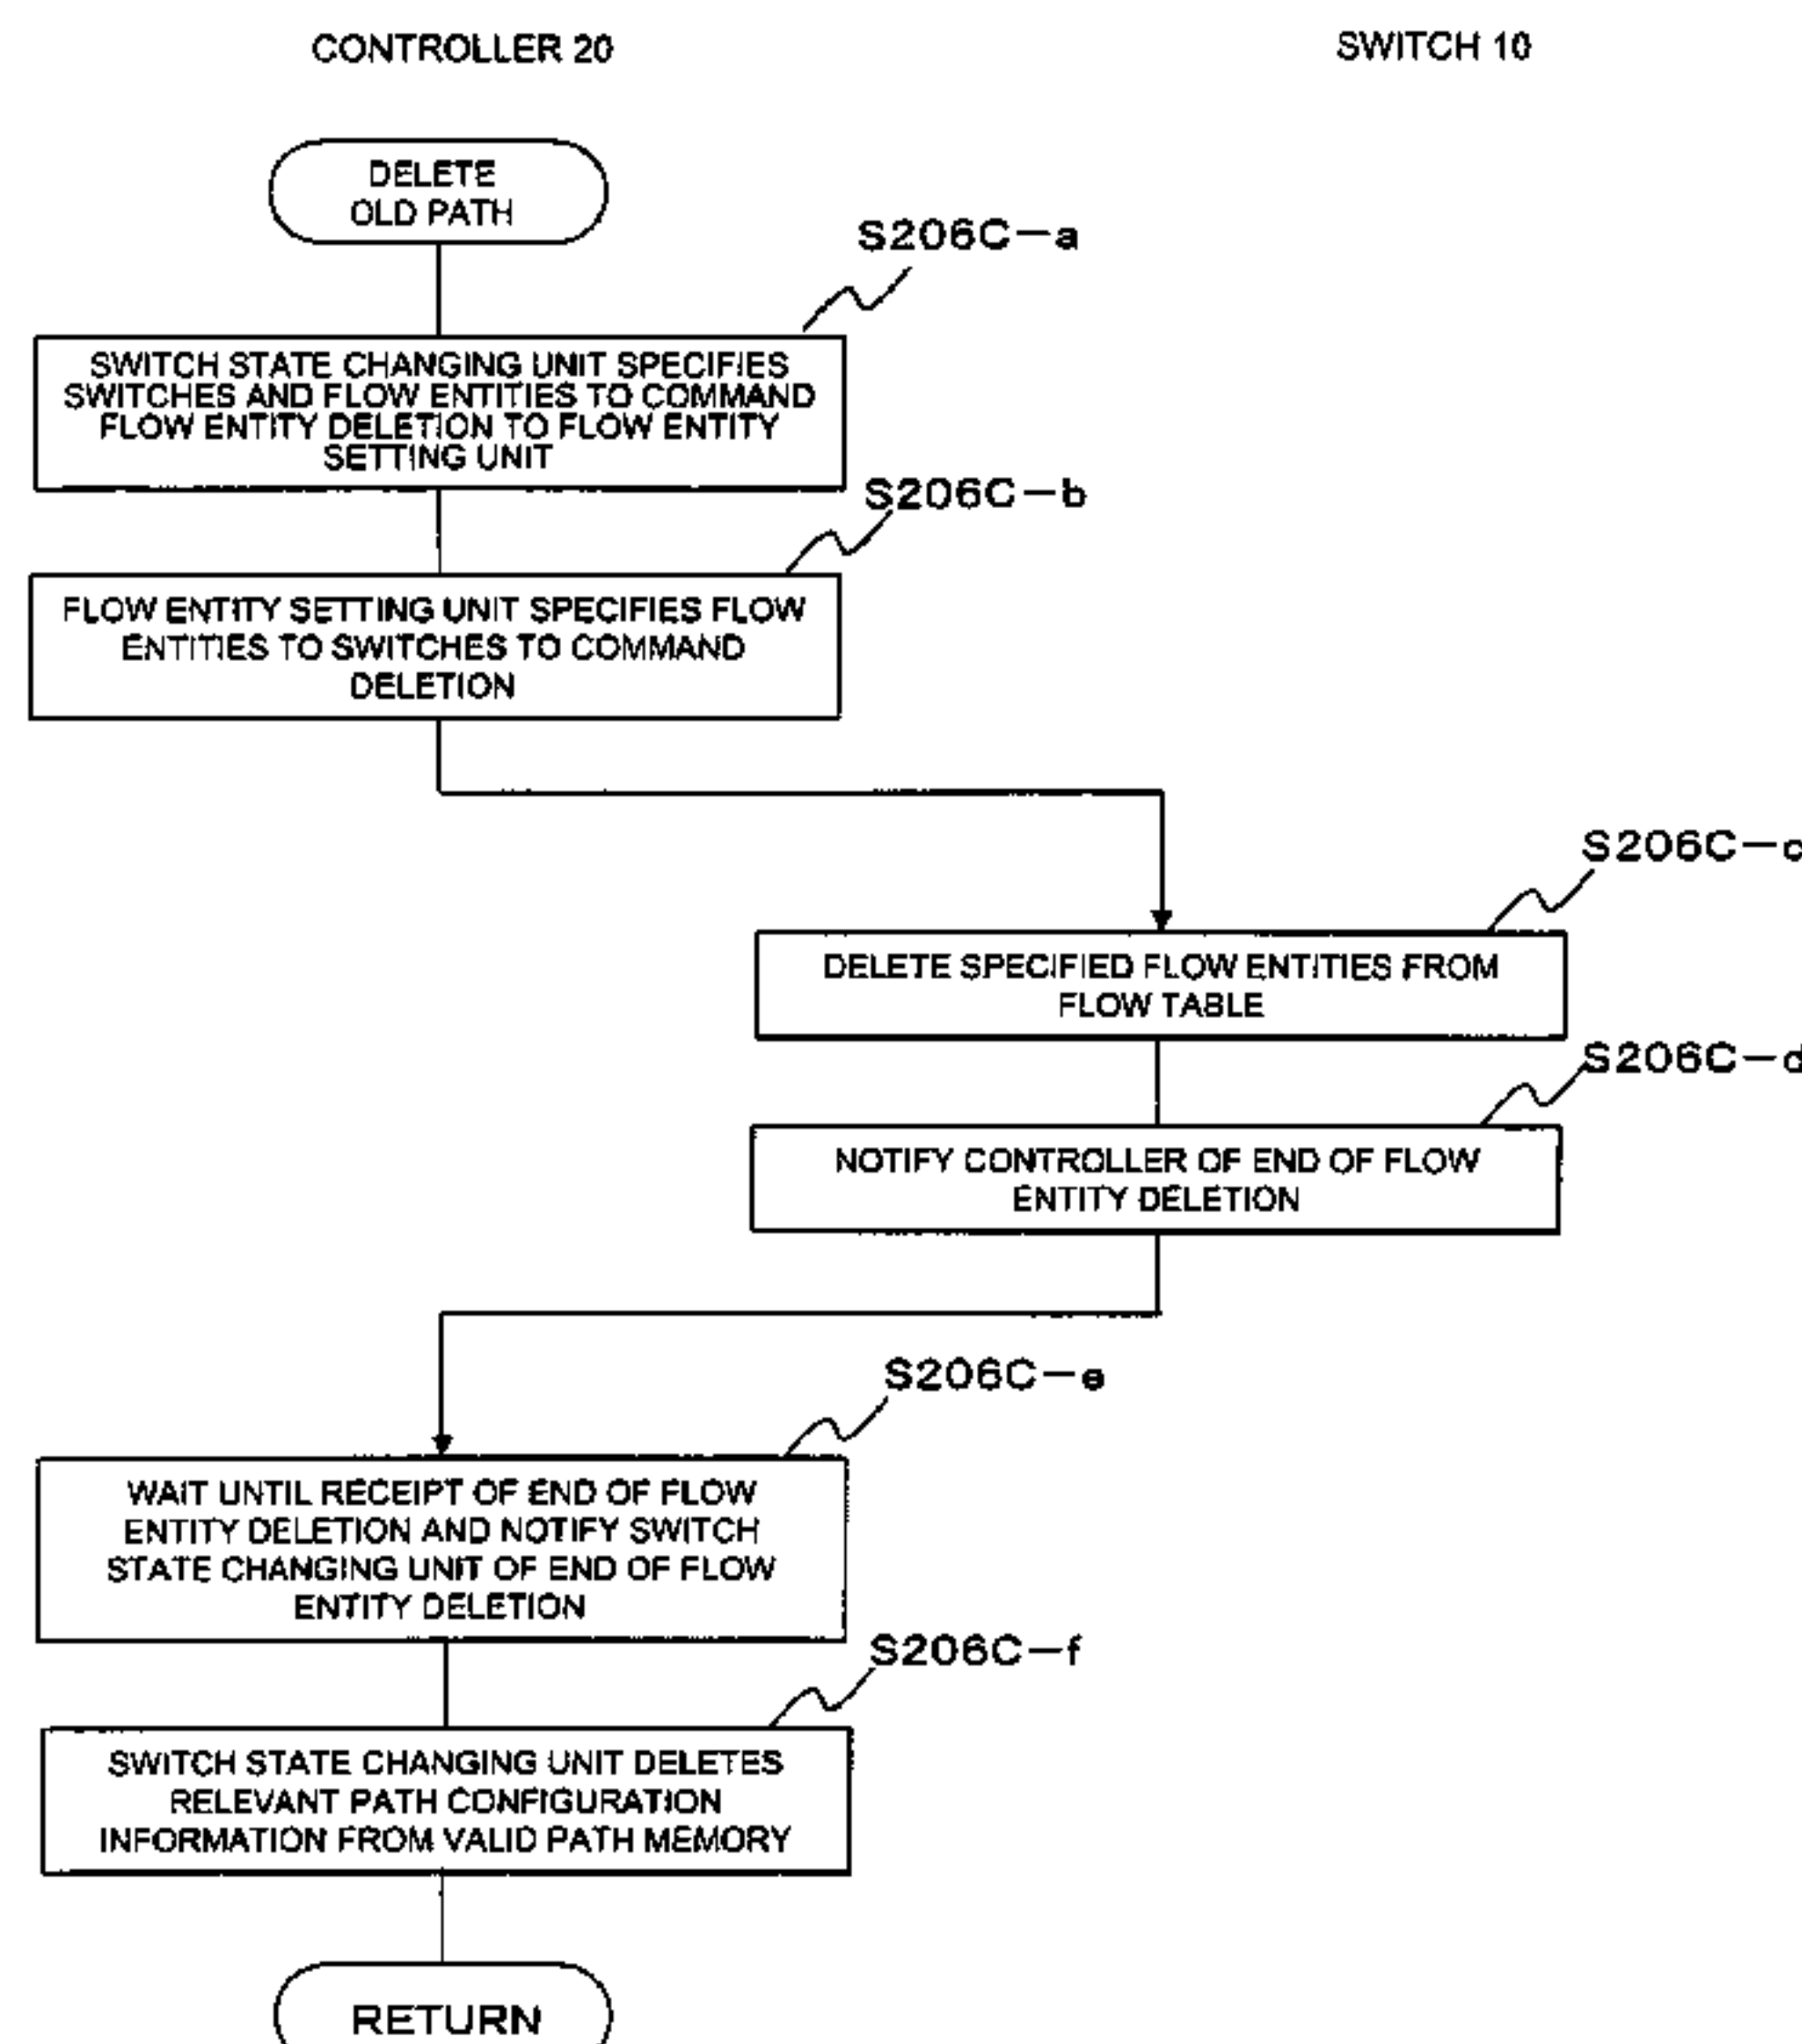 CONTROLLER 20
SWITCH 10
DELETE
OLD PATH
S206C-a
SWITCH STATE CHANGING UNIT SPECIFIES
SWITCHES AND FLOW ENTITIES TO COMMAND
FLOW ENTITY DELETION TO FLOW ENTITY
SETTING UNIT
S206C-b
FLOW ENTITY SETTING UNIT SPECIFIES FLOW
ENTITIES TO SWITCHES TO COMMAND
DELETION
S206C-c
DELETE SPECIFIED FLOW ENTITIES FROM
FLOW TABLE
S206C-d
NOTIFY CONTROLLER OF END OF FLOW
ENTITY DELETION
S206C-e
WAIT UNTIL RECEIPT OF END OF FLOW
ENTITY DELETION AND NOTIFY SWITCH
STATE CHANGING UNIT OF END OF FLOW
ENTITY DELETION
S206C-f
SWITCH STATE CHANGING UNIT DELETES
RELEVANT PATH CONFIGURATION
INFORMATION FROM VALID PATH MEMORY
RETURN